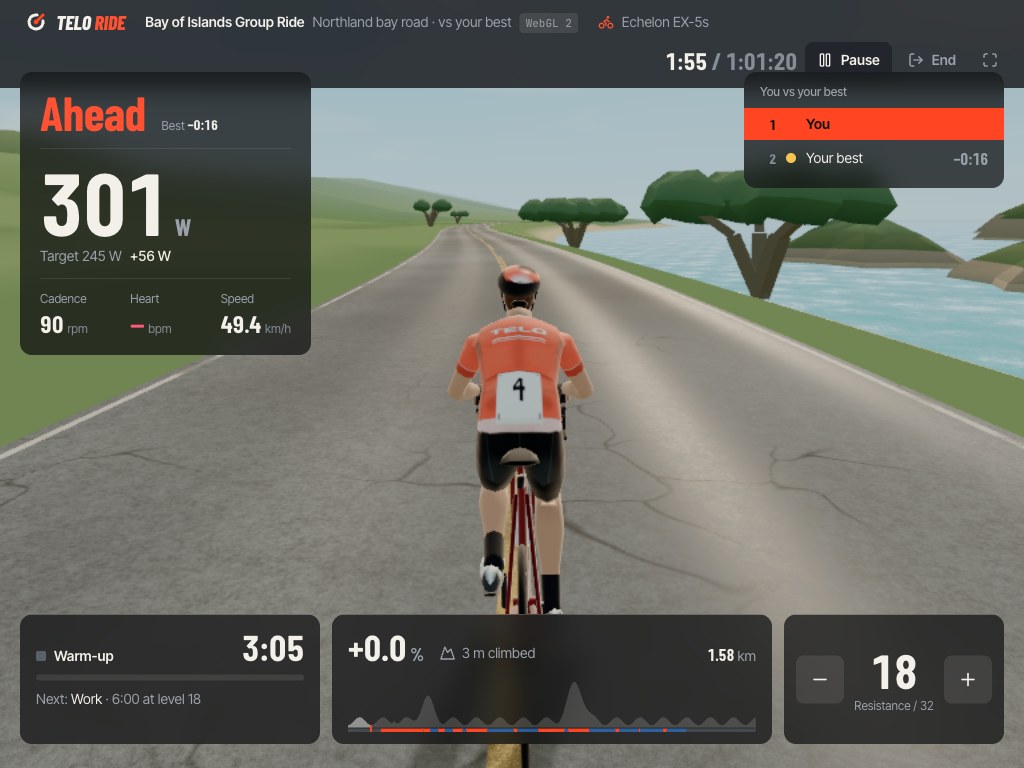 TELO RIDE Bay of Islands Group Ride Northland bay road · vs your best WebGL 2 Echelon EX-5s
1:55 / 1:01:20 Pause End
Ahead Best −0:16
301 W
Target 245 W +56 W
Cadence Heart Speed
90 rpm – bpm 49.4 km/h
You vs your best
1 You
2 Your best −0:16
TELO
4
Warm-up 3:05
Next: Work · 6:00 at level 18
+0.0 % 3 m climbed 1.58 km
− 18 +
Resistance / 32